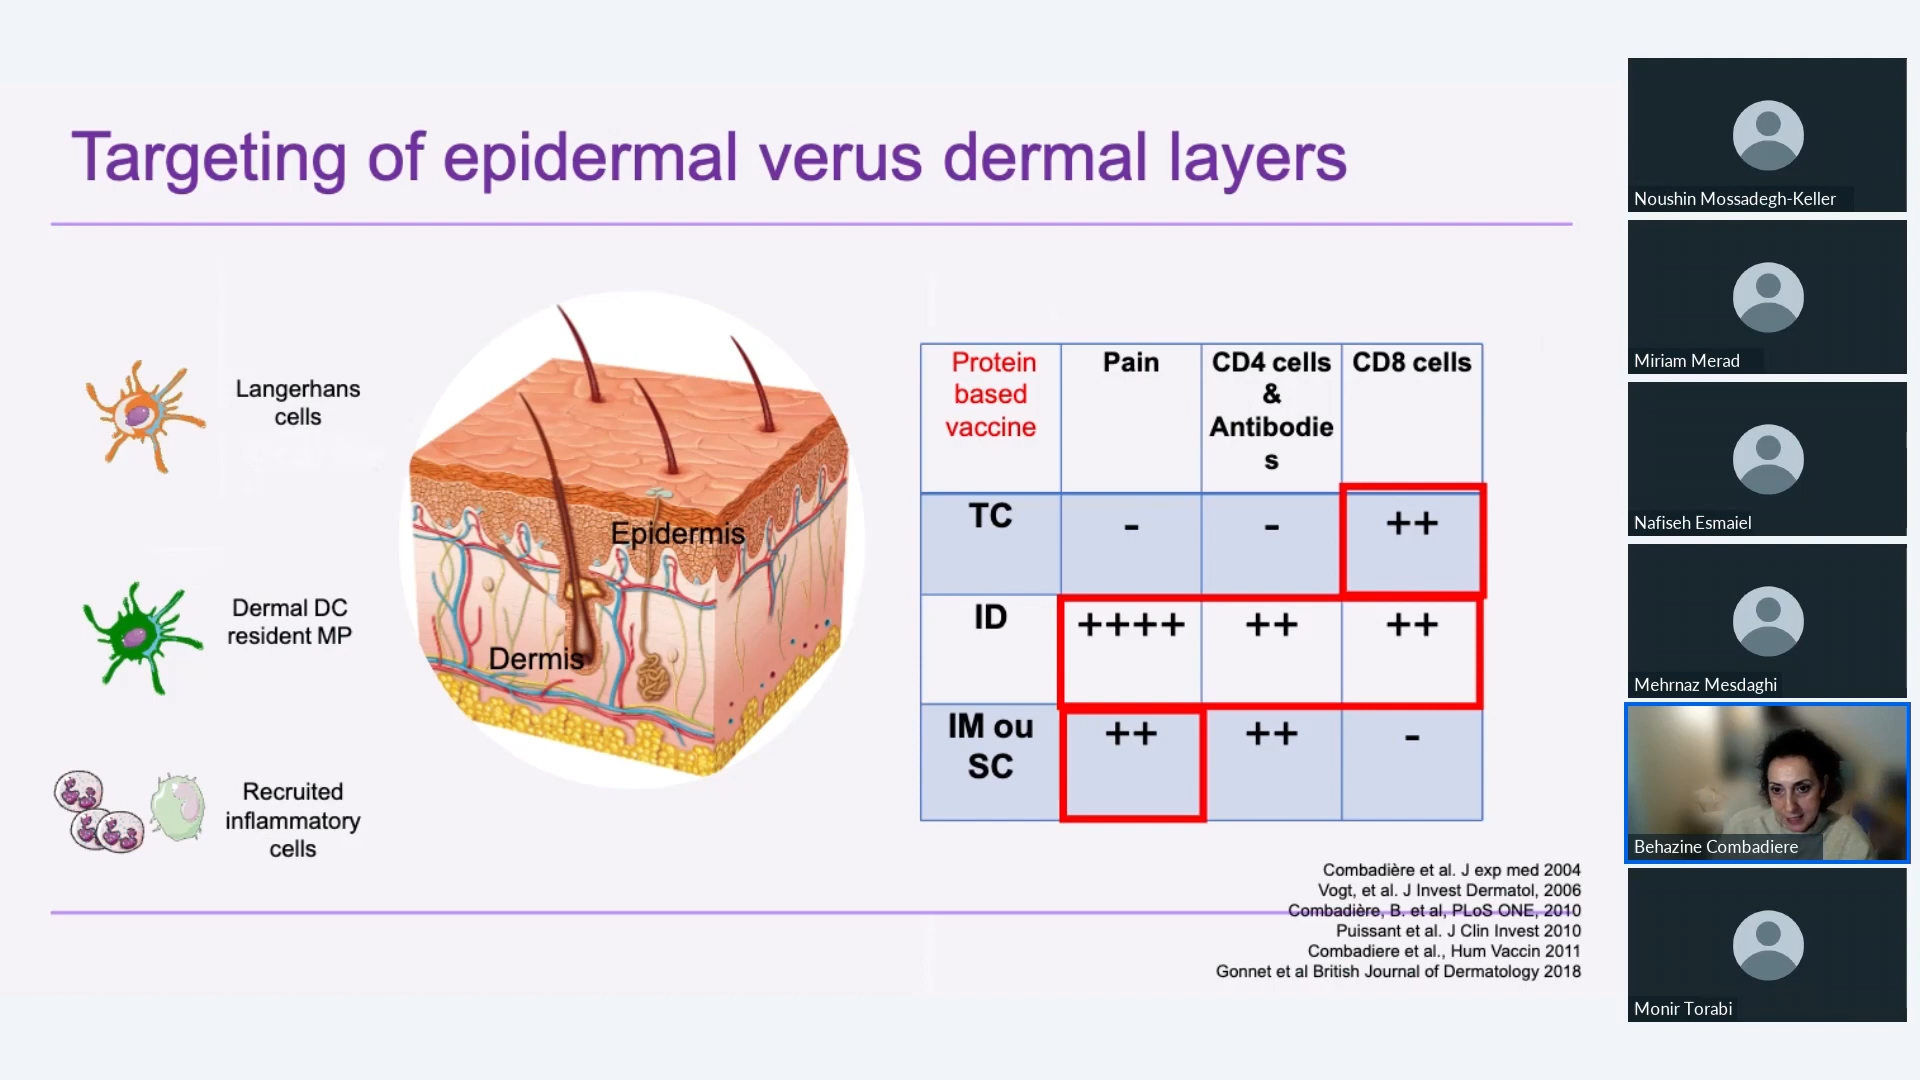 Targeting of epidermal verus dermal layers
Langerhans
cells
Dermal DC
resident MP
Recruited
inflammatory
cells
Epidermis
Dermis
Protein
based
vaccine
Pain
CD4 cells
&
Antibodie
s
CD8 cells
TC
-
-
++
ID
++++
++
++
IM ou
SC
++
++
-
Combadière et al. J exp med 2004
Vogt, et al. J Invest Dermatol, 2006
Combadière, B. et al, PLoS ONE, 2010
Puissant et al. J Clin Invest 2010
Combadiere et al., Hum Vaccin 2011
Gonnet et al British Journal of Dermatology 2018
Noushin Mossadegh-Keller
Miriam Merad
Nafiseh Esmaiel
Mehrnaz Mesdaghi
Behazine Combadiere
Monir Torabi